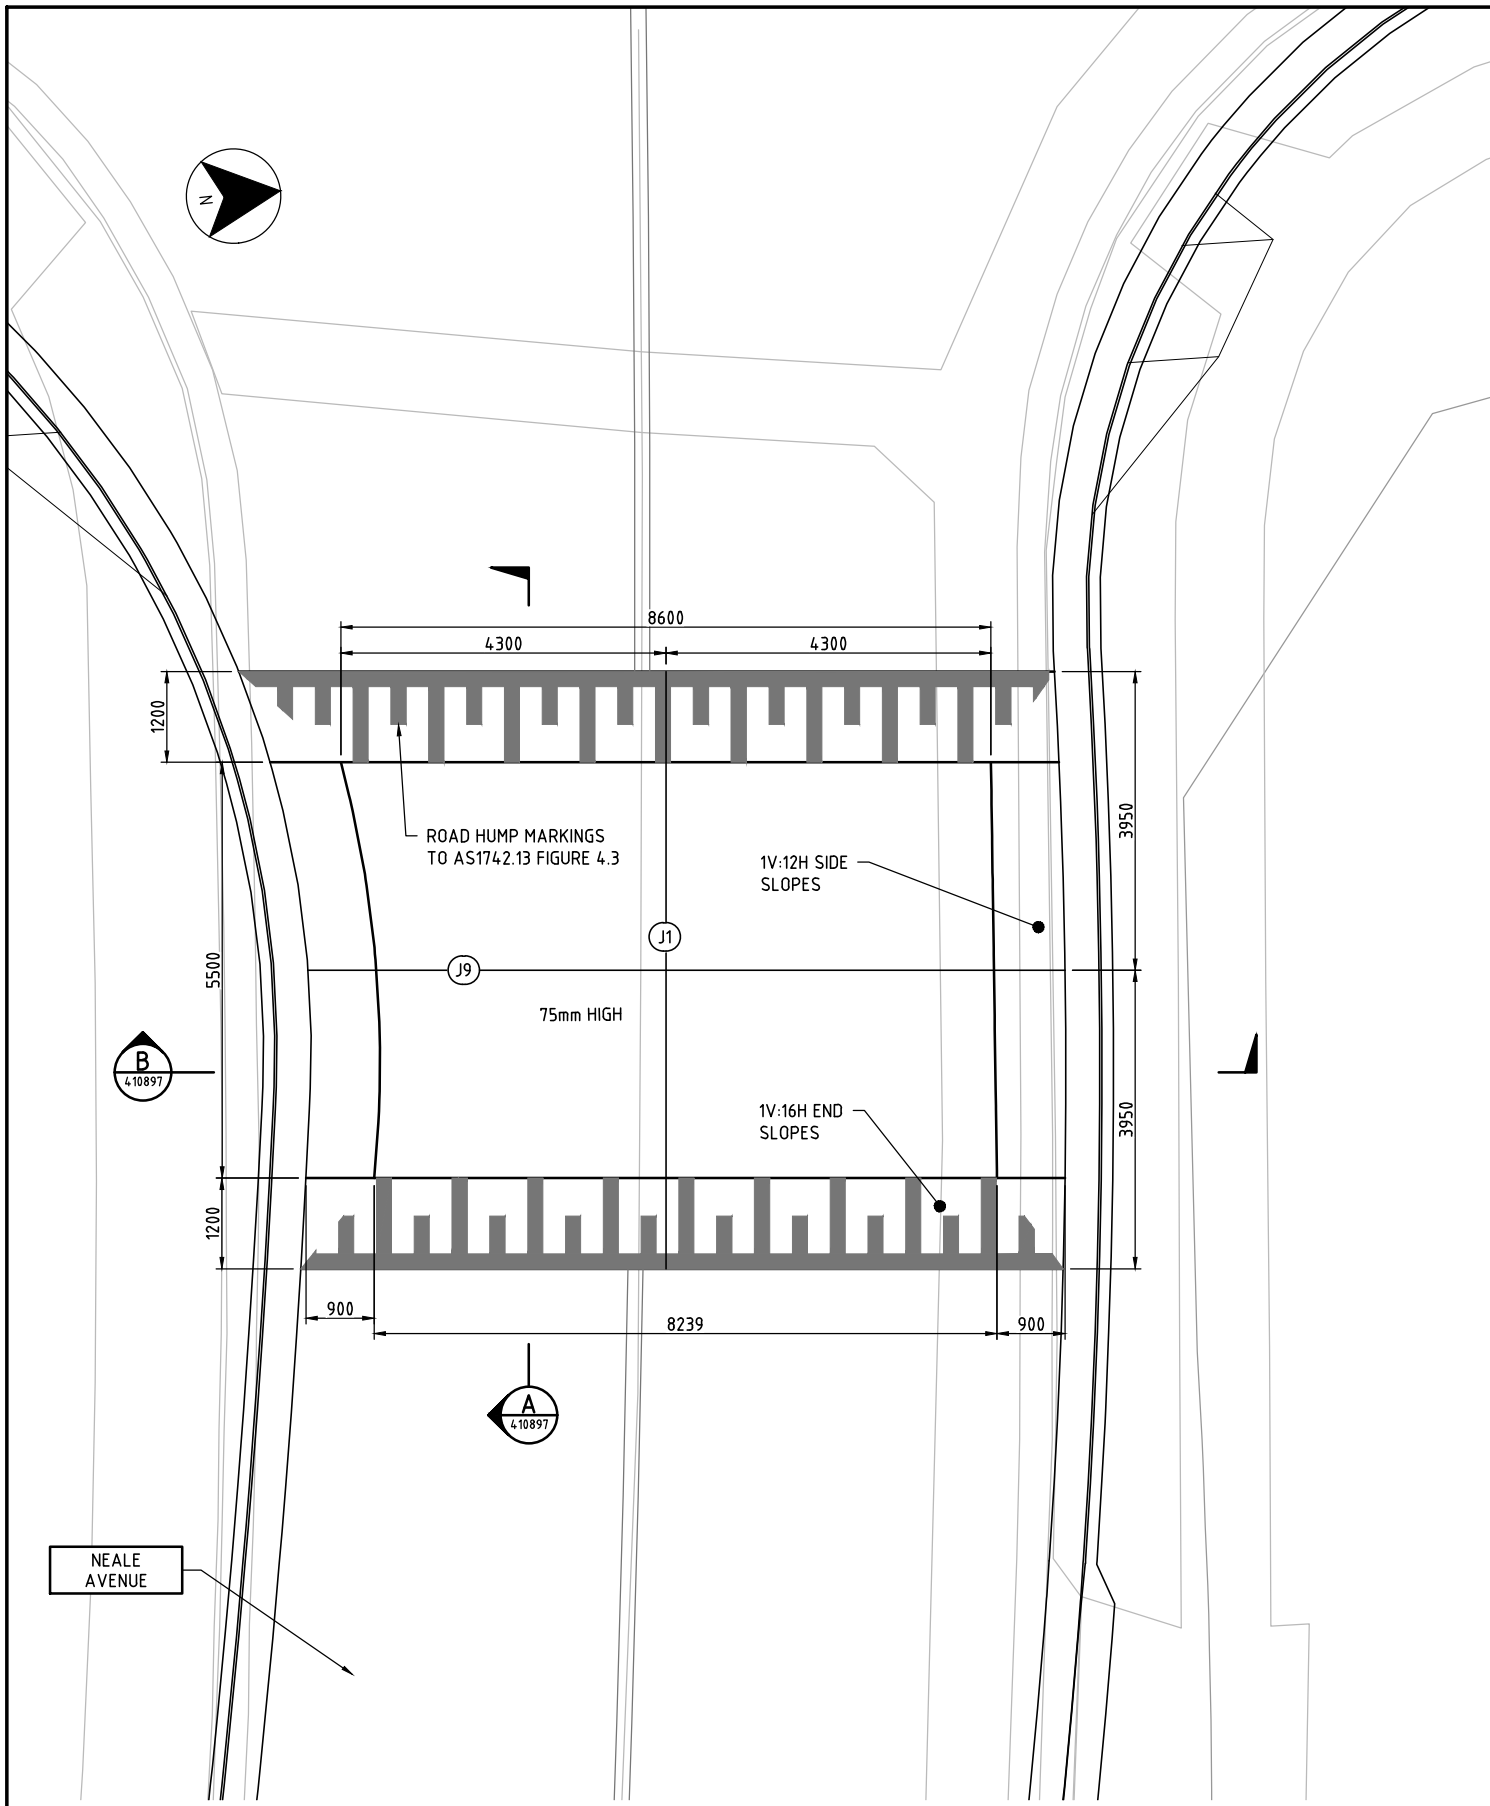 N
8600
4300
4300
1200
ROAD HUMP MARKINGS
TO AS1742.13 FIGURE 4.3
3950
1V:12H SIDE
SLOPES
J1
J9
5500
75mm HIGH
B
410897
1V:16H END
SLOPES
3950
1200
900
8239
900
A
410897
NEALE
AVENUE